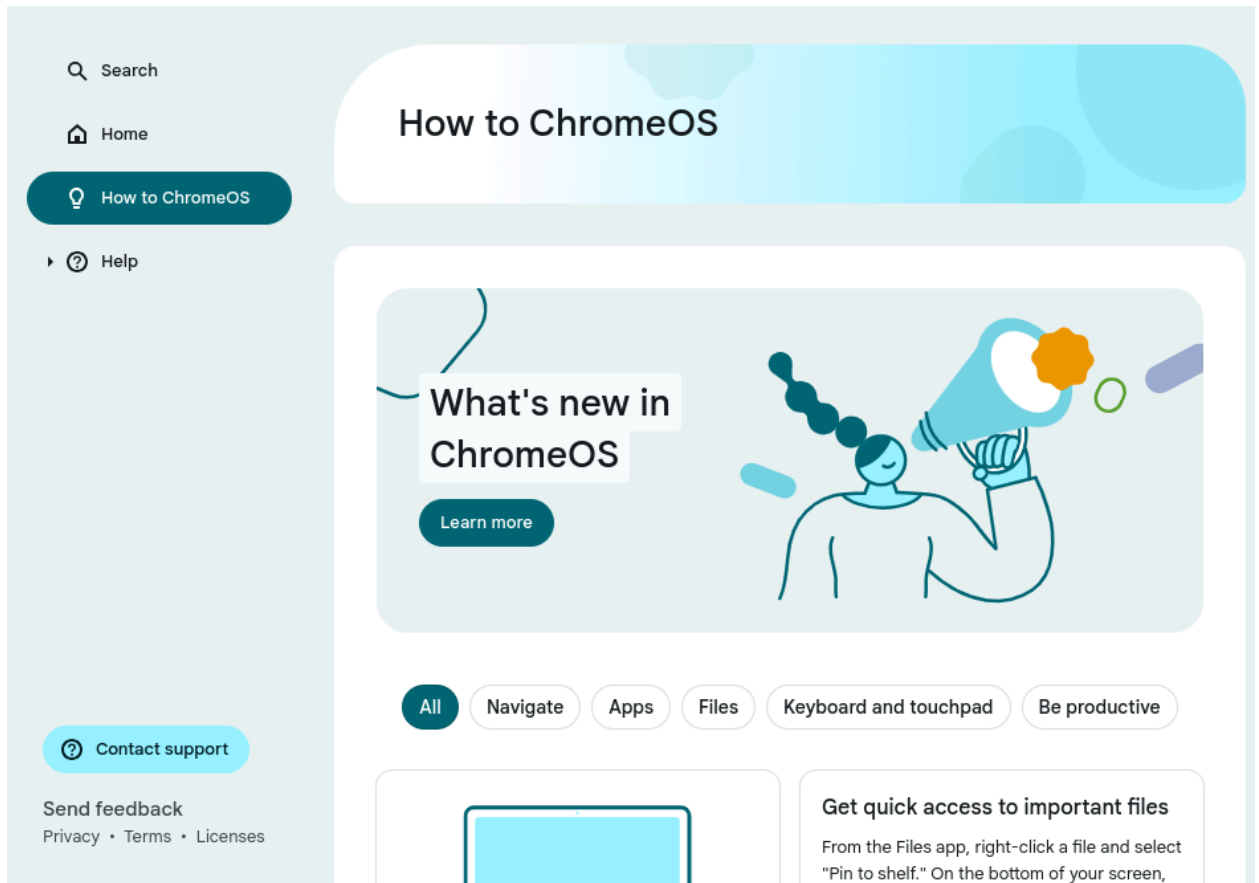 Search
Home
How to ChromeOS
Help
Contact support
Send feedback
Privacy • Terms • Licenses
How to ChromeOS
What's new in
ChromeOS
Learn more
All
Navigate
Apps
Files
Keyboard and touchpad
Be productive
Get quick access to important files
From the Files app, right-click a file and select
"Pin to shelf." On the bottom of your screen,